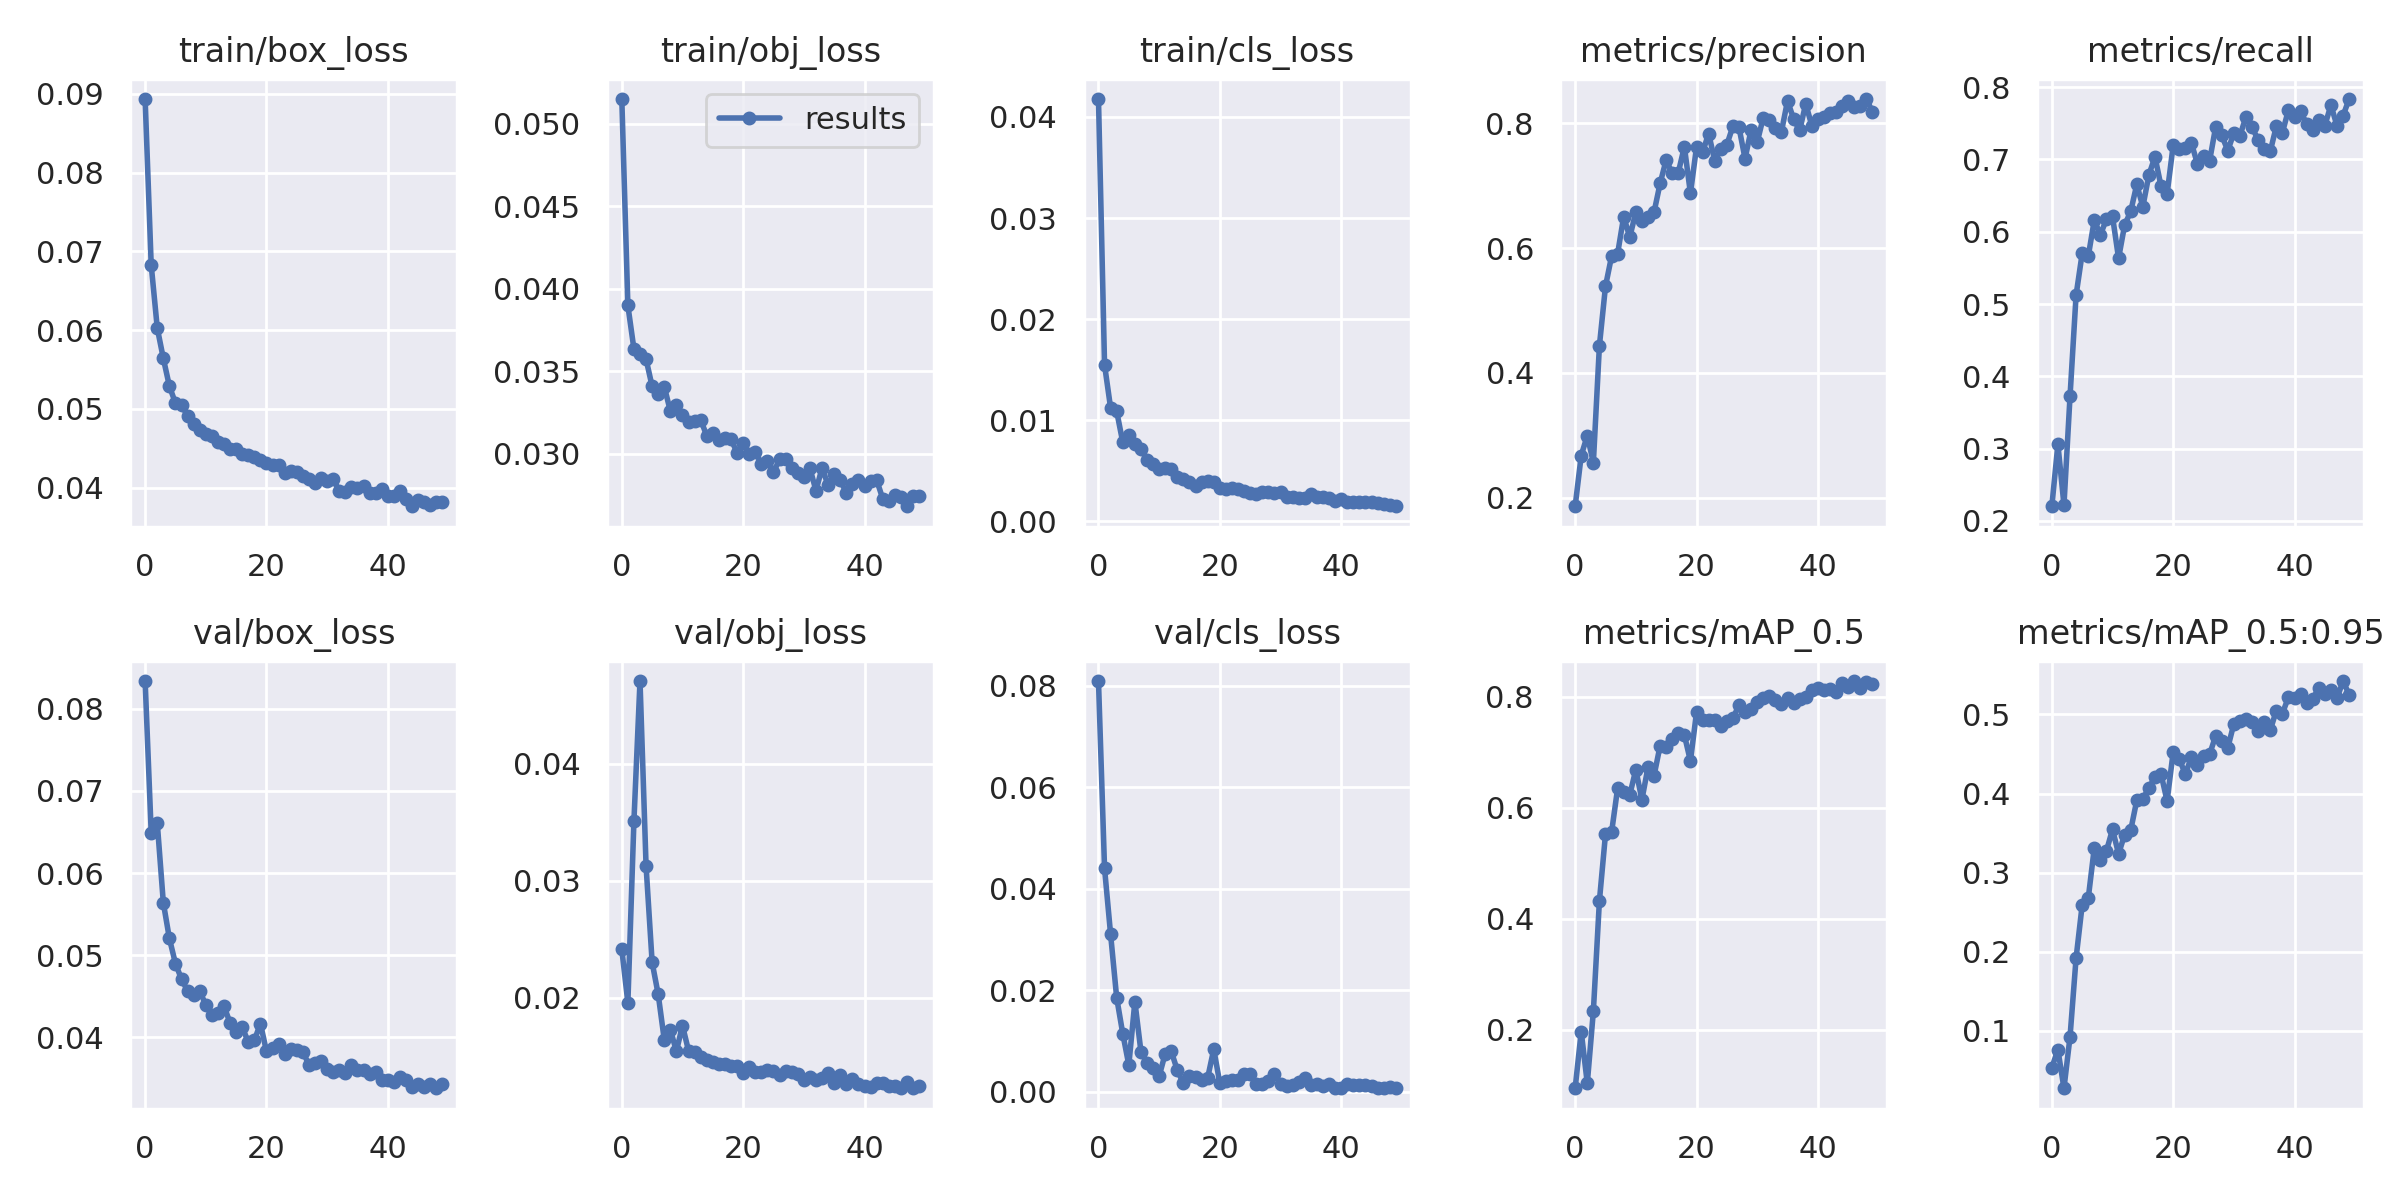 train/box_loss
0.09
0.08
0.07
0.06
0.05
0.04
0 20 40
train/obj_loss
results
0.050
0.045
0.040
0.035
0.030
0 20 40
train/cls_loss
0.04
0.03
0.02
0.01
0.00
0 20 40
metrics/precision
0.8
0.6
0.4
0.2
0 20 40
metrics/recall
0.8
0.7
0.6
0.5
0.4
0.3
0.2
0 20 40
val/box_loss
0.08
0.07
0.06
0.05
0.04
0 20 40
val/obj_loss
0.04
0.03
0.02
0 20 40
val/cls_loss
0.08
0.06
0.04
0.02
0.00
0 20 40
metrics/mAP_0.5
0.8
0.6
0.4
0.2
0 20 40
metrics/mAP_0.5:0.95
0.5
0.4
0.3
0.2
0.1
0 20 40